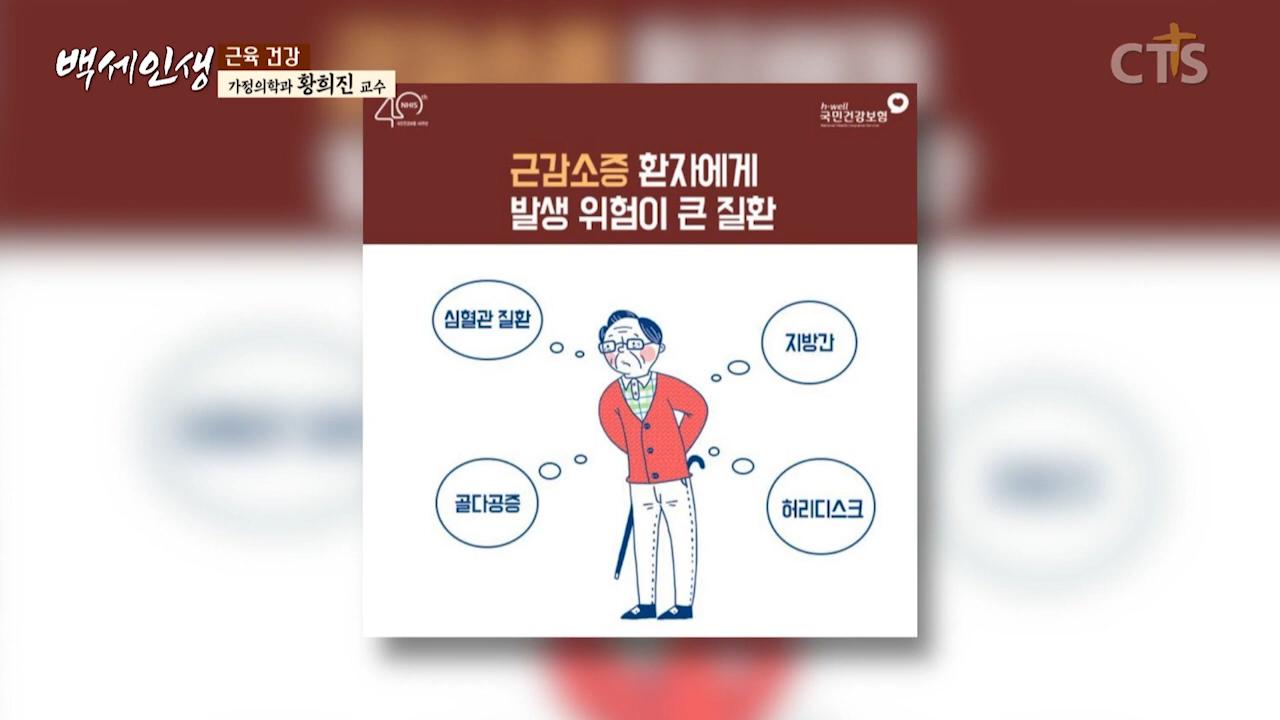 백세인생
근육 건강
가정의학과 황희진 교수
CTS
40th
NHIS
h-well
국민건강보험
근감소증 환자에게
발생 위험이 큰 질환
심혈관 질환
지방간
골다공증
허리디스크